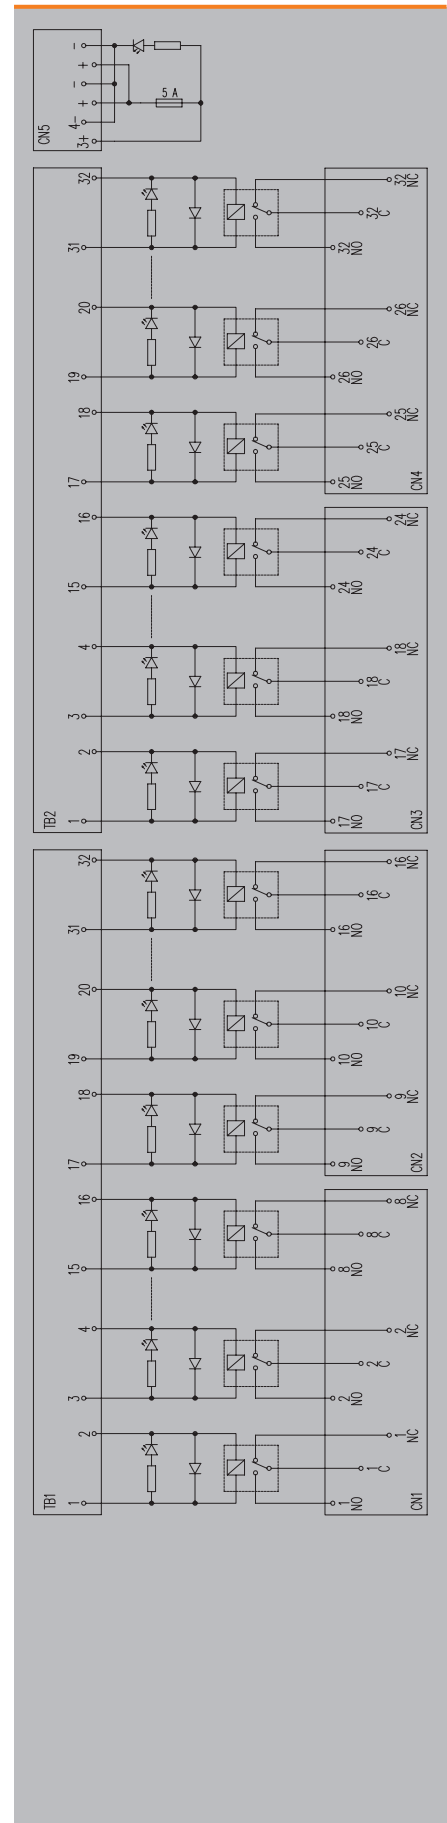 CN5
-
+
-
+
4-
3+
5 A
TB2
32
31
20
19
18
17
16
15
4
3
2
1
32 NC
32 C
32 NO
26 NC
26 C
26 NO
25 NC
25 C
25 NO
CN4
24 NC
24 C
24 NO
18 NC
18 C
18 NO
17 NC
17 C
17 NO
CN3
TB1
32
31
20
19
18
17
16
15
4
3
2
1
16 NC
16 C
16 NO
10 NC
10 C
10 NO
9 NC
9 C
9 NO
CN2
8 NC
8 C
8 NO
2 NC
2 C
2 NO
1 NC
1 C
1 NO
CN1